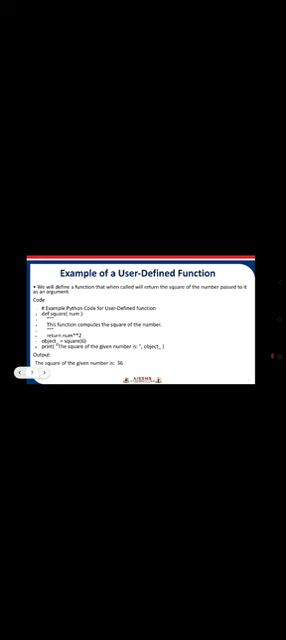 Example of a User-Defined Function
• We will define a function that when called will return the square of the number passed to it
as an argument.
Code
# Example Python Code for User-Defined function
def square( num ):
"""
This function computes the square of the number.
"""
return num**2
object_ = square(6)
print( "The square of the given number is: ", object_ )
Output:
The square of the given number is: 36
< 7 >
AISSMS